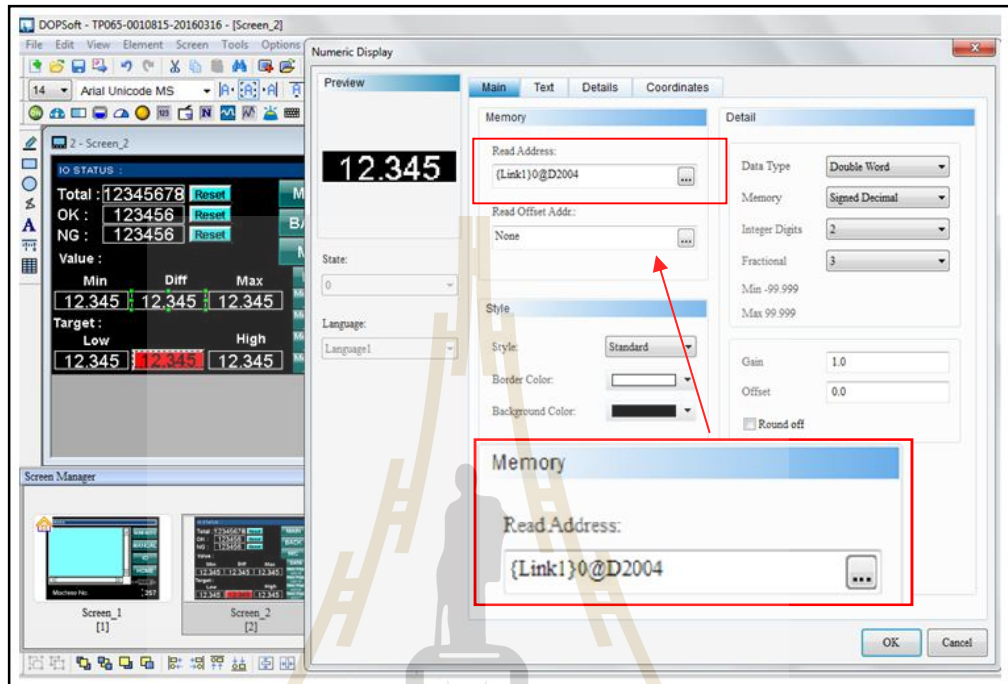 DOPSoft - TP065-0010815-20160316 - [Screen_2]
File Edit View Element Screen Tools Options
14 Arial Unicode MS
2 - Screen_2
IO STATUS :
Total : 12345678 Reset
OK : 123456 Reset
NG : 123456 Reset
Value :
Min Diff Max
12.345 12.345 12.345
Target :
Low High
12.345 12.345 12.345
Screen Manager
Machine No. 257
Screen_1
[1]
Screen_2
[2]
Numeric Display
Preview
12.345
State:
0
Language:
Language1
Main Text Details Coordinates
Memory
Read Address:
{Link1}0@D2004
...
Read Offset Addr.:
None
...
Style
Style: Standard
Border Color:
Background Color:
Detail
Data Type Double Word
Memory Signed Decimal
Integer Digits 2
Fractional 3
Min -99.999
Max 99.999
Gain 1.0
Offset 0.0
Round off
Memory
Read Address:
{Link1}0@D2004
...
OK Cancel